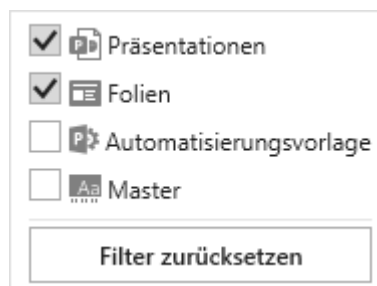 Präsentationen
Folien
Automatisierungsvorlage
Master
Filter zurücksetzen